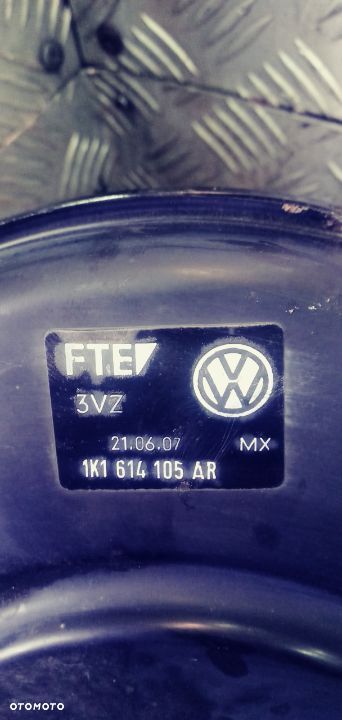 FTE
3VZ
21.06.07 MX
1K1 614 105 AR
OTOMOTO